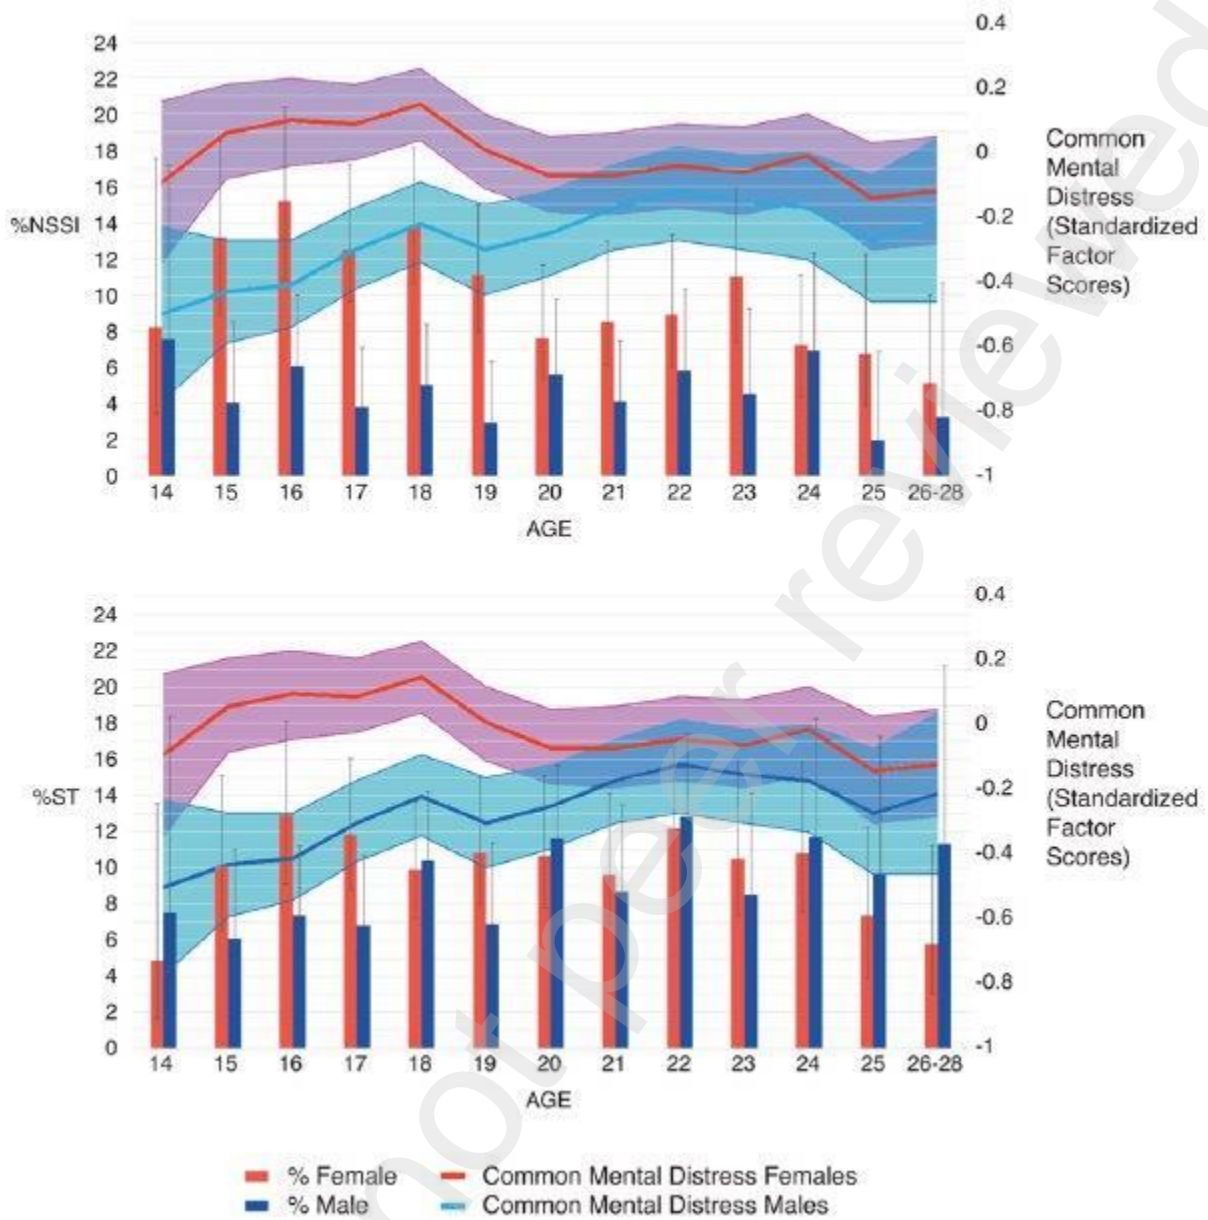 0.4
24
22
0.2
20
18
0
Common
Mental
16
Distress
-0.2
%NSSI
14
(Standardized
12
Factor
-0.4
Scores)
10
8
-0.6
6
4
-0.8
2
0
-1
14 15 16 17 18 19 20 21 22 23 24 25 26-28
AGE
0.4
24
22
0.2
20
18
0
Common
Mental
16
Distress
-0.2
%ST
14
(Standardized
12
Factor
-0.4
Scores)
10
8
-0.6
6
4
-0.8
2
0
-1
14 15 16 17 18 19 20 21 22 23 24 25 26-28
AGE
% Female Common Mental Distress Females
% Male Common Mental Distress Males
not peer reviewed